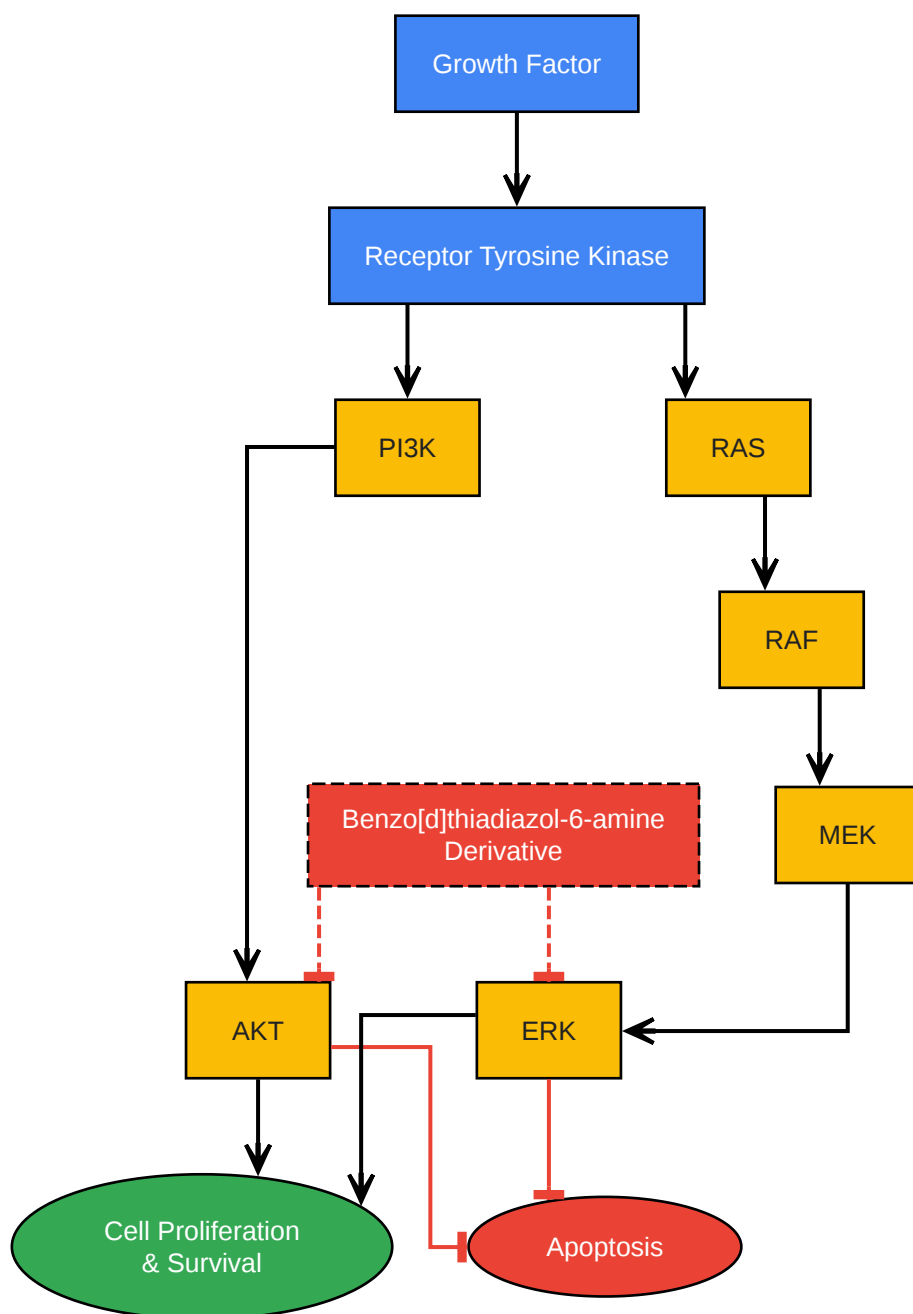 Growth Factor
Receptor Tyrosine Kinase
PI3K
RAS
RAF
Benzo[d]thiadiazol-6-amine
Derivative
MEK
AKT
ERK
Cell Proliferation
& Survival
Apoptosis